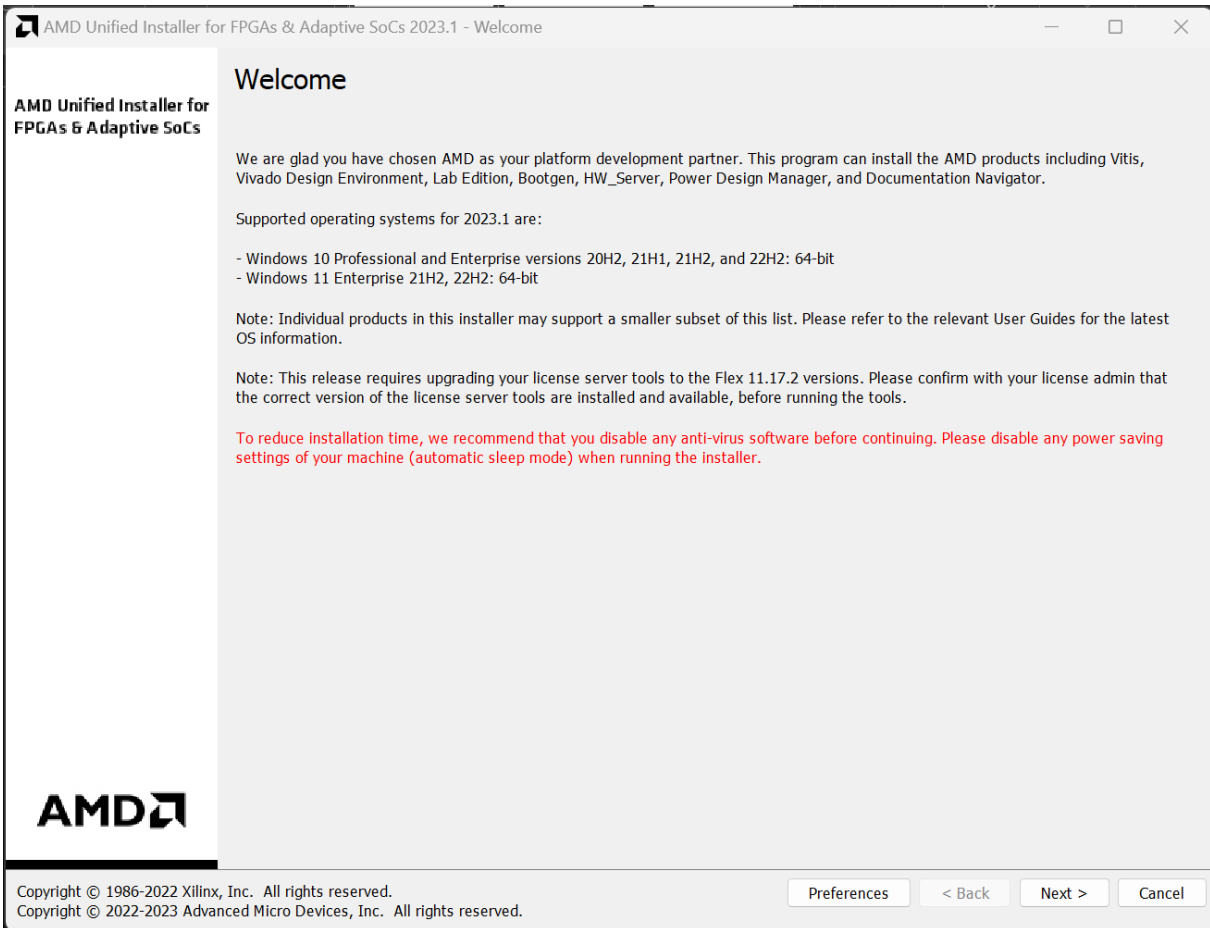 AMD Unified Installer for FPGAs & Adaptive SoCs 2023.1 - Welcome
AMD Unified Installer for
FPGAs & Adaptive SoCs
Welcome
We are glad you have chosen AMD as your platform development partner. This program can install the AMD products including Vitis,
Vivado Design Environment, Lab Edition, Bootgen, HW_Server, Power Design Manager, and Documentation Navigator.
Supported operating systems for 2023.1 are:
- Windows 10 Professional and Enterprise versions 20H2, 21H1, 21H2, and 22H2: 64-bit
- Windows 11 Enterprise 21H2, 22H2: 64-bit
Note: Individual products in this installer may support a smaller subset of this list. Please refer to the relevant User Guides for the latest
OS information.
Note: This release requires upgrading your license server tools to the Flex 11.17.2 versions. Please confirm with your license admin that
the correct version of the license server tools are installed and available, before running the tools.
To reduce installation time, we recommend that you disable any anti-virus software before continuing. Please disable any power saving
settings of your machine (automatic sleep mode) when running the installer.
AMD
Copyright © 1986-2022 Xilinx, Inc. All rights reserved.
Copyright © 2022-2023 Advanced Micro Devices, Inc. All rights reserved.
Preferences
< Back
Next >
Cancel